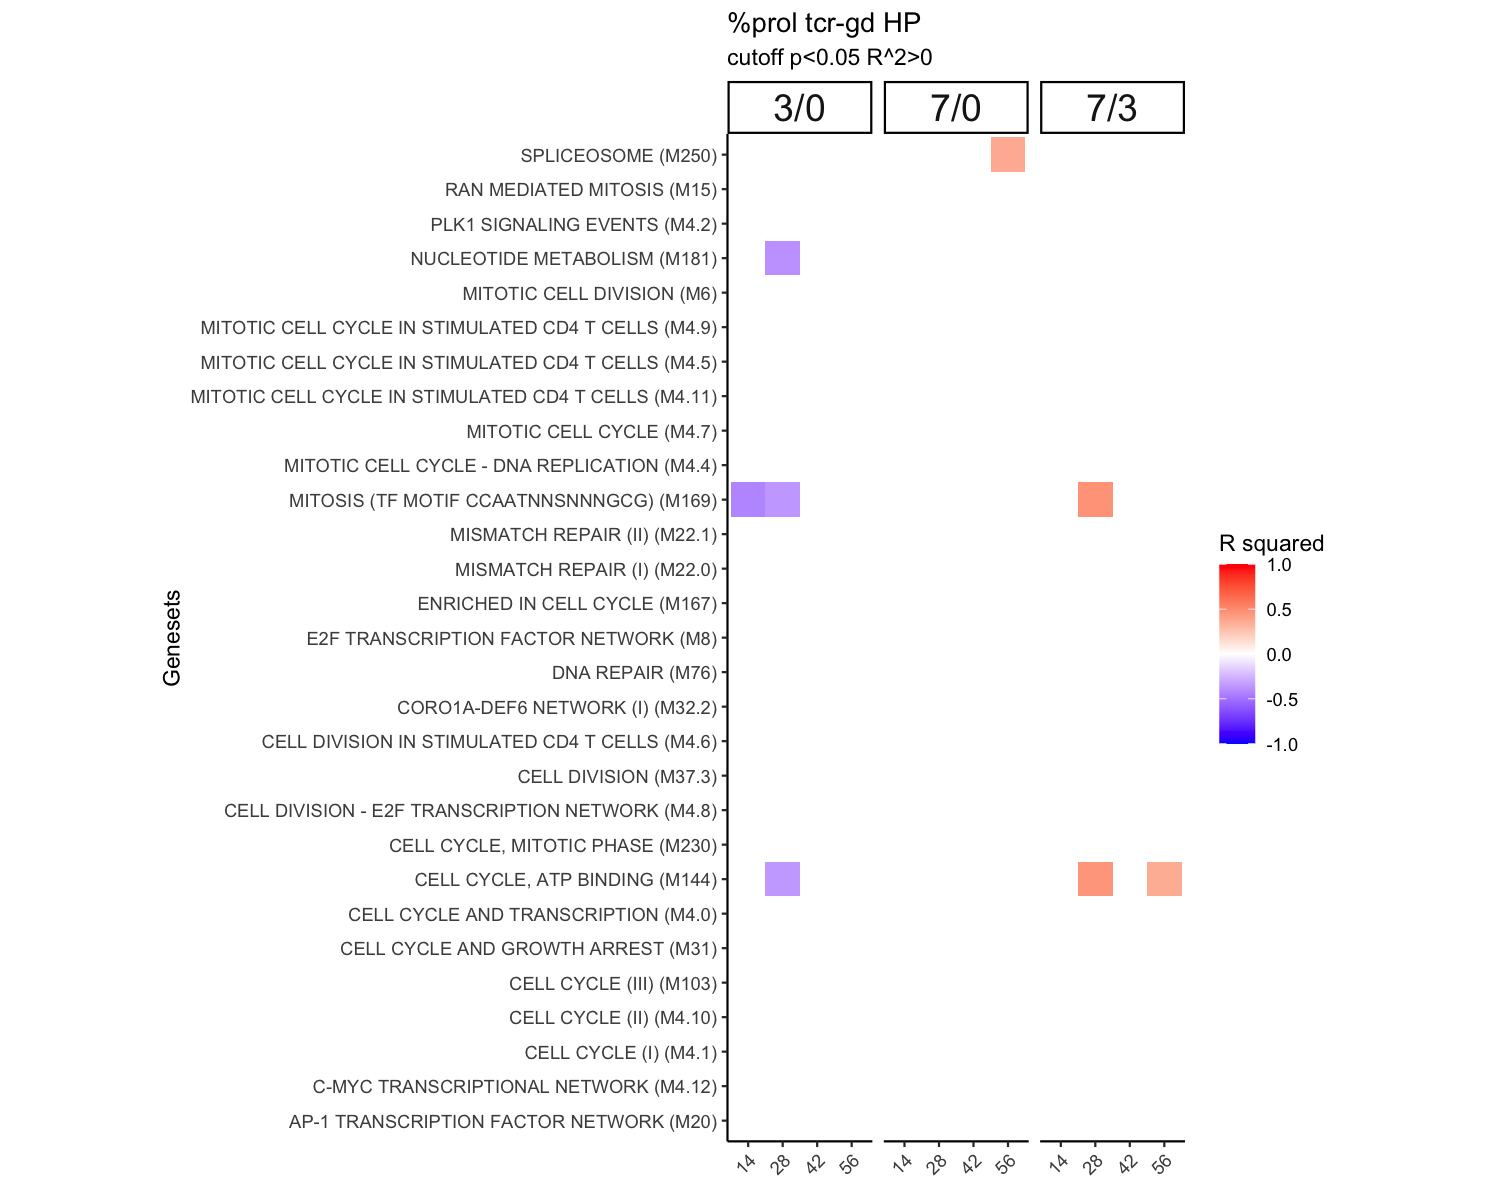 %prol tcr-gd HP
cutoff p<0.05 R^2>0
3/0 7/0 7/3
SPLICEOSOME (M250)
RAN MEDIATED MITOSIS (M15)
PLK1 SIGNALING EVENTS (M4.2)
NUCLEOTIDE METABOLISM (M181)
MITOTIC CELL DIVISION (M6)
MITOTIC CELL CYCLE IN STIMULATED CD4 T CELLS (M4.9)
MITOTIC CELL CYCLE IN STIMULATED CD4 T CELLS (M4.5)
MITOTIC CELL CYCLE IN STIMULATED CD4 T CELLS (M4.11)
MITOTIC CELL CYCLE (M4.7)
MITOTIC CELL CYCLE - DNA REPLICATION (M4.4)
MITOSIS (TF MOTIF CCAATNNSNNNGCG) (M169)
MISMATCH REPAIR (II) (M22.1)
MISMATCH REPAIR (I) (M22.0)
ENRICHED IN CELL CYCLE (M167)
E2F TRANSCRIPTION FACTOR NETWORK (M8)
DNA REPAIR (M76)
CORO1A-DEF6 NETWORK (I) (M32.2)
CELL DIVISION IN STIMULATED CD4 T CELLS (M4.6)
CELL DIVISION (M37.3)
CELL DIVISION - E2F TRANSCRIPTION NETWORK (M4.8)
CELL CYCLE, MITOTIC PHASE (M230)
CELL CYCLE, ATP BINDING (M144)
CELL CYCLE AND TRANSCRIPTION (M4.0)
CELL CYCLE AND GROWTH ARREST (M31)
CELL CYCLE (III) (M103)
CELL CYCLE (II) (M4.10)
CELL CYCLE (I) (M4.1)
C-MYC TRANSCRIPTIONAL NETWORK (M4.12)
AP-1 TRANSCRIPTION FACTOR NETWORK (M20)
Genesets
14 28 42 56 14 28 42 56 14 28 42 56
R squared
1.0
0.5
0.0
-0.5
-1.0